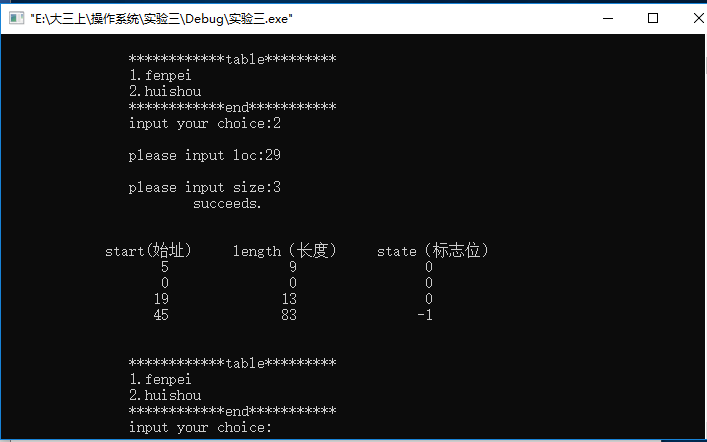 "E:\大三上\操作系统\实验三\Debug\实验三.exe"
************table*********
1.fenpei
2.huishou
************end***********
input your choice:2
please input loc:29
please input size:3
succeeds.
start(始址) length（长度） state（标志位）
5 9 0
0 0 0
19 13 0
45 83 -1
************table*********
1.fenpei
2.huishou
************end***********
input your choice: